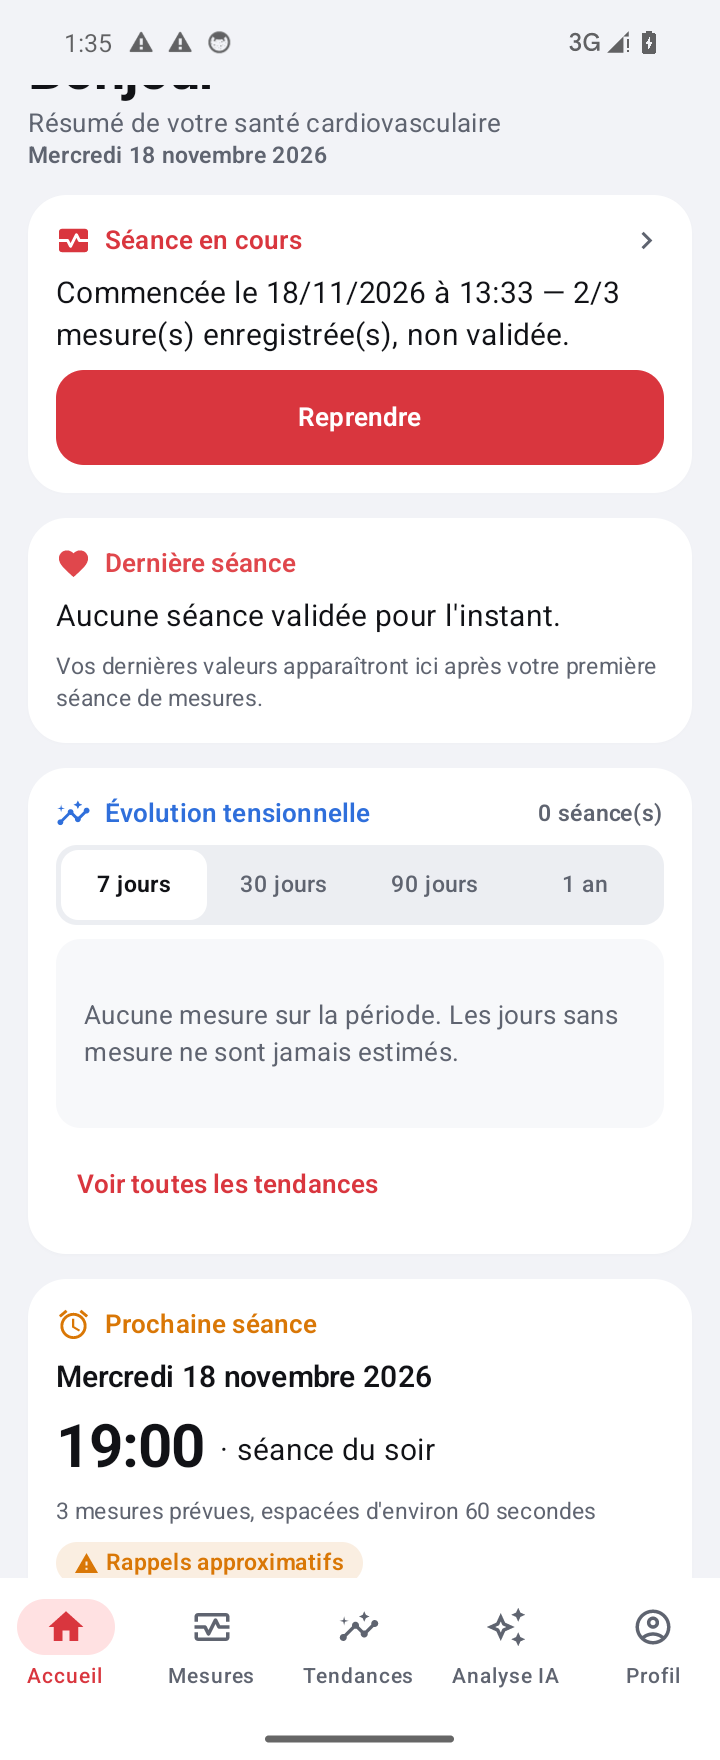 1:35
3G
Bonjour
Résumé de votre santé cardiovasculaire
Mercredi 18 novembre 2026
Séance en cours
Commencée le 18/11/2026 à 13:33 — 2/3
mesure(s) enregistrée(s), non validée.
Reprendre
Dernière séance
Aucune séance validée pour l'instant.
Vos dernières valeurs apparaîtront ici après votre première
séance de mesures.
Évolution tensionnelle
0 séance(s)
7 jours
30 jours
90 jours
1 an
Aucune mesure sur la période. Les jours sans
mesure ne sont jamais estimés.
Voir toutes les tendances
Prochaine séance
Mercredi 18 novembre 2026
19:00 · séance du soir
3 mesures prévues, espacées d'environ 60 secondes
Rappels approximatifs
Accueil
Mesures
Tendances
Analyse IA
Profil